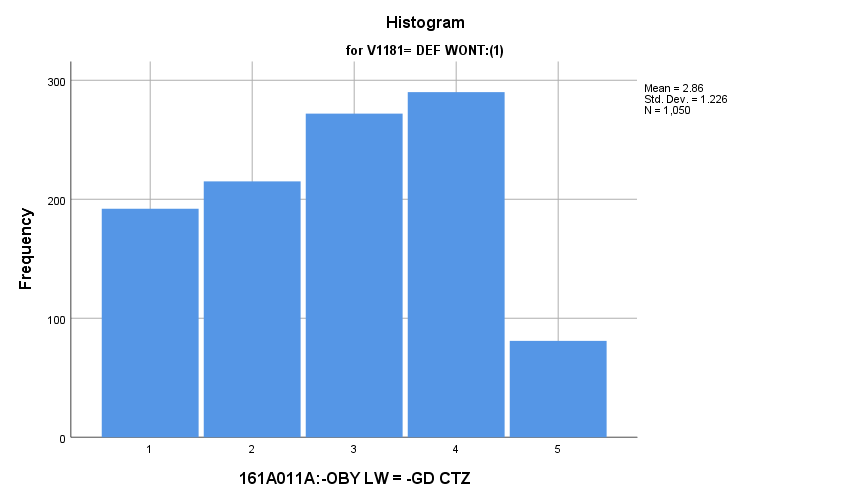 Histogram
for V1181= DEF WONT:(1)
Mean = 2.86
Std. Dev. = 1.226
N = 1,050
300
200
100
0
Frequency
1 2 3 4 5
161A011A:-OBY LW = -GD CTZ